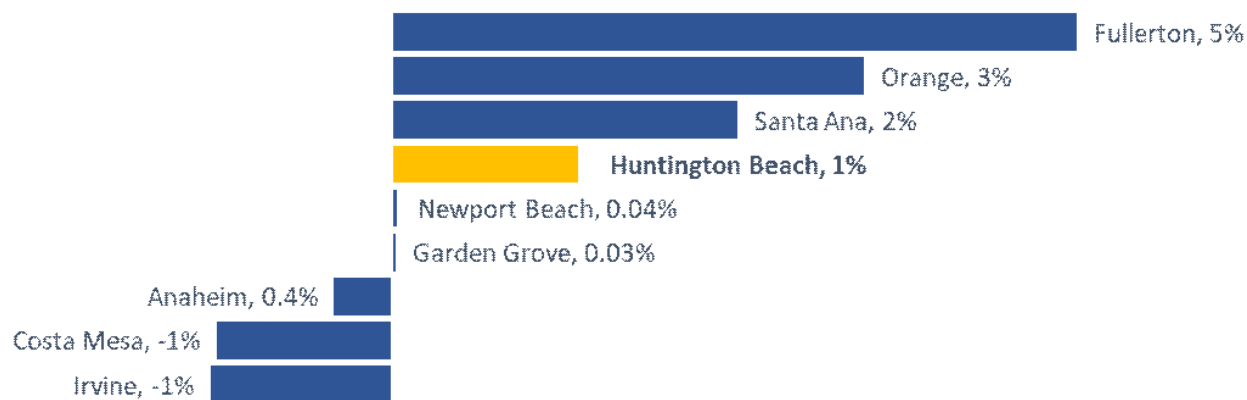 Fullerton, 5%
Orange, 3%
Santa Ana, 2%
Huntington Beach, 1%
Newport Beach, 0.04%
Garden Grove, 0.03%
Anaheim, 0.4%
Costa Mesa, -1%
Irvine, -1%